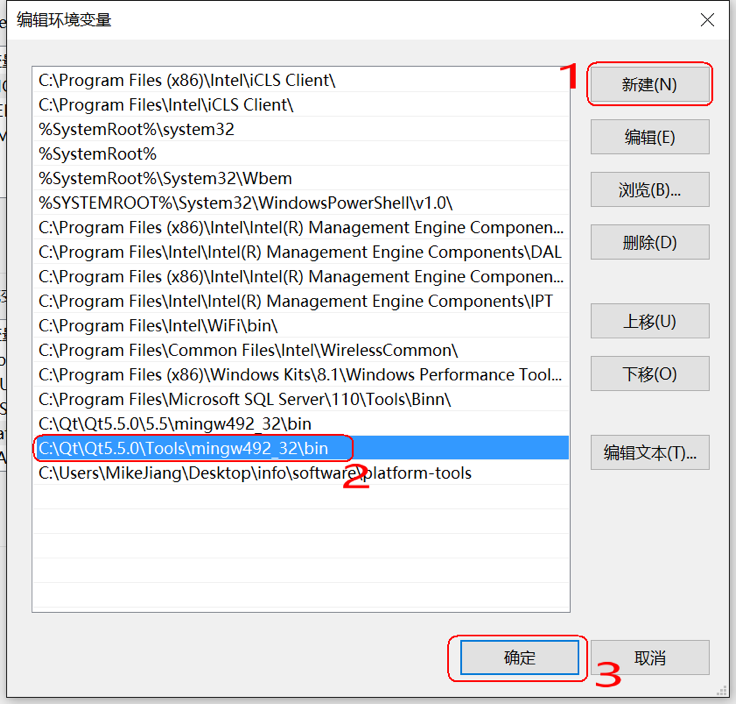 编辑环境变量
C:\Program Files (x86)\Intel\iCLS Client\
1
新建(N)
C:\Program Files\Intel\iCLS Client\
%SystemRoot%\system32
编辑(E)
%SystemRoot%
%SystemRoot%\System32\Wbem
浏览(B)...
%SYSTEMROOT%\System32\WindowsPowerShell\v1.0\
C:\Program Files (x86)\Intel\Intel(R) Management Engine Componen...
删除(D)
C:\Program Files\Intel\Intel(R) Management Engine Components\DAL
C:\Program Files (x86)\Intel\Intel(R) Management Engine Componen...
C:\Program Files\Intel\Intel(R) Management Engine Components\IPT
上移(U)
C:\Program Files\Intel\WiFi\bin\
C:\Program Files\Common Files\Intel\WirelessCommon\
C:\Program Files (x86)\Windows Kits\8.1\Windows Performance Tool...
下移(O)
C:\Program Files\Microsoft SQL Server\110\Tools\Binn\
C:\Qt\Qt5.5.0\5.5\mingw492_32\bin
C:\Qt\Qt5.5.0\Tools\mingw492_32\bin
编辑文本(T)...
C:\Users\MikeJiang\Desktop\info\software\platform-tools
2
确定
3
取消